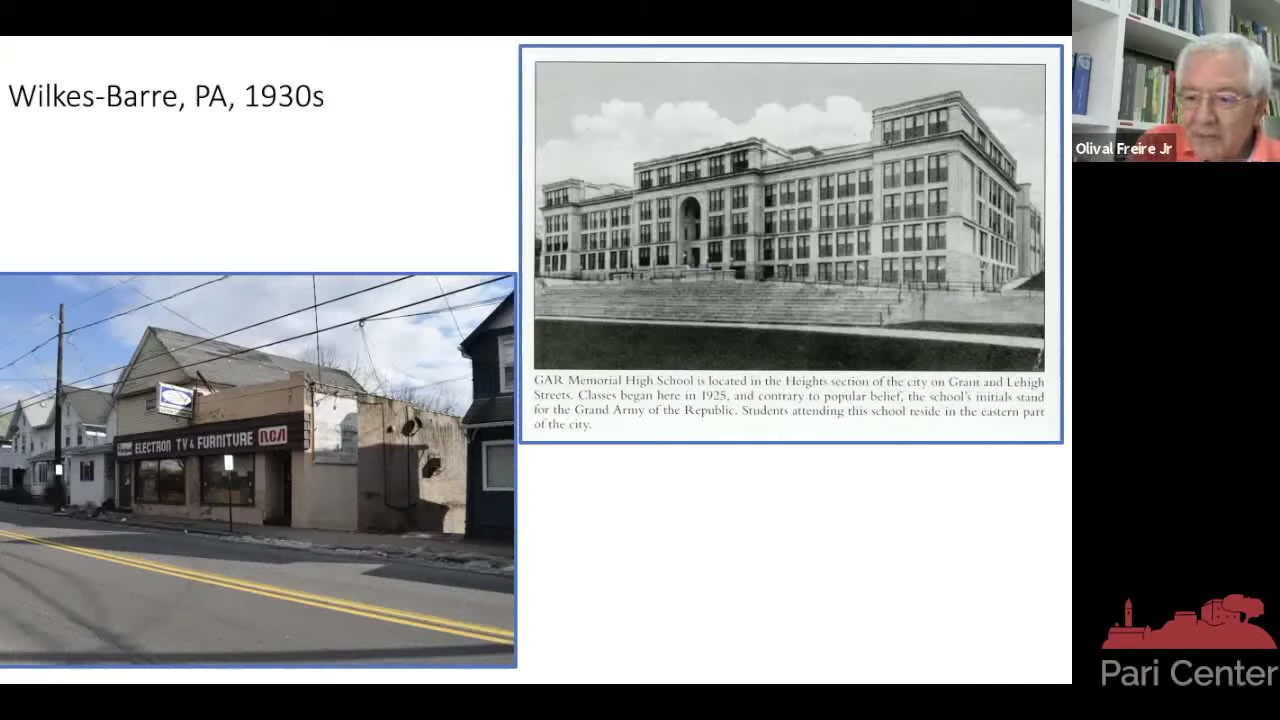 Wilkes-Barre, PA, 1930s
GAR Memorial High School is located in the Heights section of the city on Grant and Lehigh
Streets. Classes began here in 1925, and contrary to popular belief, the school's initials stand
for the Grand Army of the Republic. Students attending this school reside in the eastern part
of the city.
ELECTRON TV & FURNITURE RCA
Olival Freire Jr
Pari Center